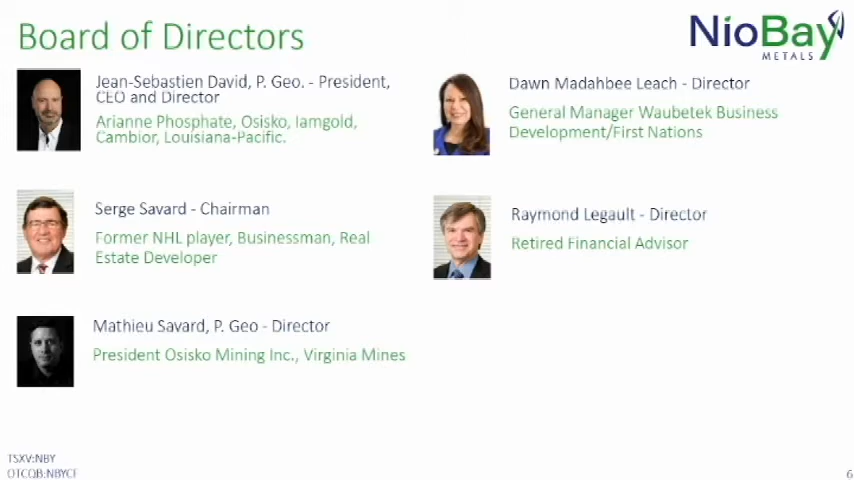 Board of Directors
NioBay
METALS
Jean-Sebastien David, P. Geo. - President,
CEO and Director
Arianne Phosphate, Osisko, Iamgold,
Cambior, Louisiana-Pacific.
Dawn Madahbee Leach - Director
General Manager Waubetek Business
Development/First Nations
Serge Savard - Chairman
Former NHL player, Businessman, Real
Estate Developer
Raymond Legault - Director
Retired Financial Advisor
Mathieu Savard, P. Geo - Director
President Osisko Mining Inc., Virginia Mines
TSXV:NBY
OTCQB:NBYCF
6